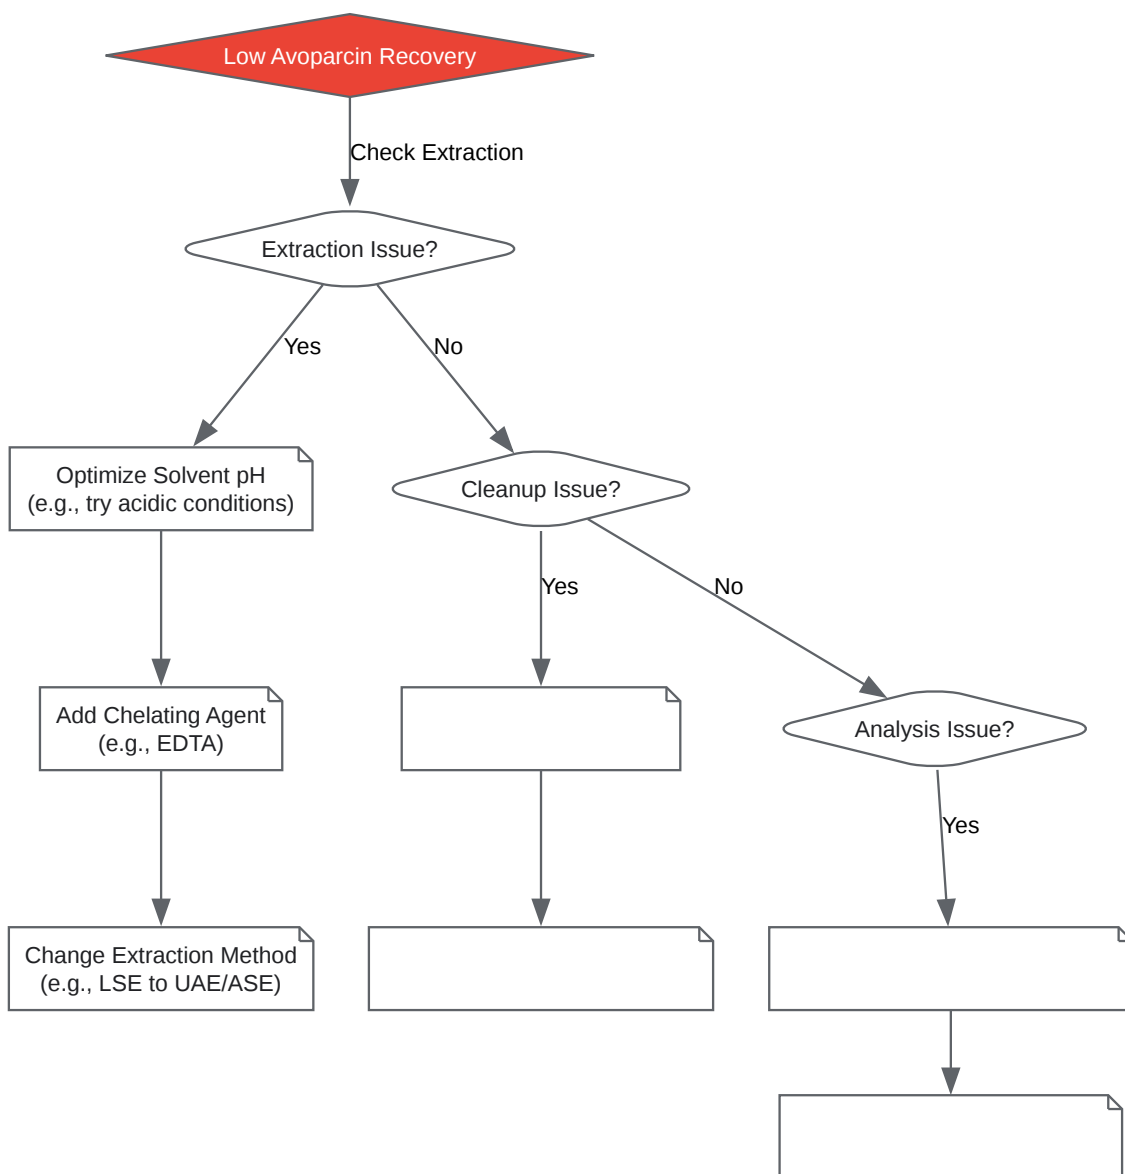 Low Avoparcin Recovery
Check Extraction
Extraction Issue?
Yes
No
Optimize Solvent pH
(e.g., try acidic conditions)
Cleanup Issue?
Yes
No
Add Chelating Agent
(e.g., EDTA)
Analysis Issue?
Yes
Change Extraction Method
(e.g., LSE to UAE/ASE)